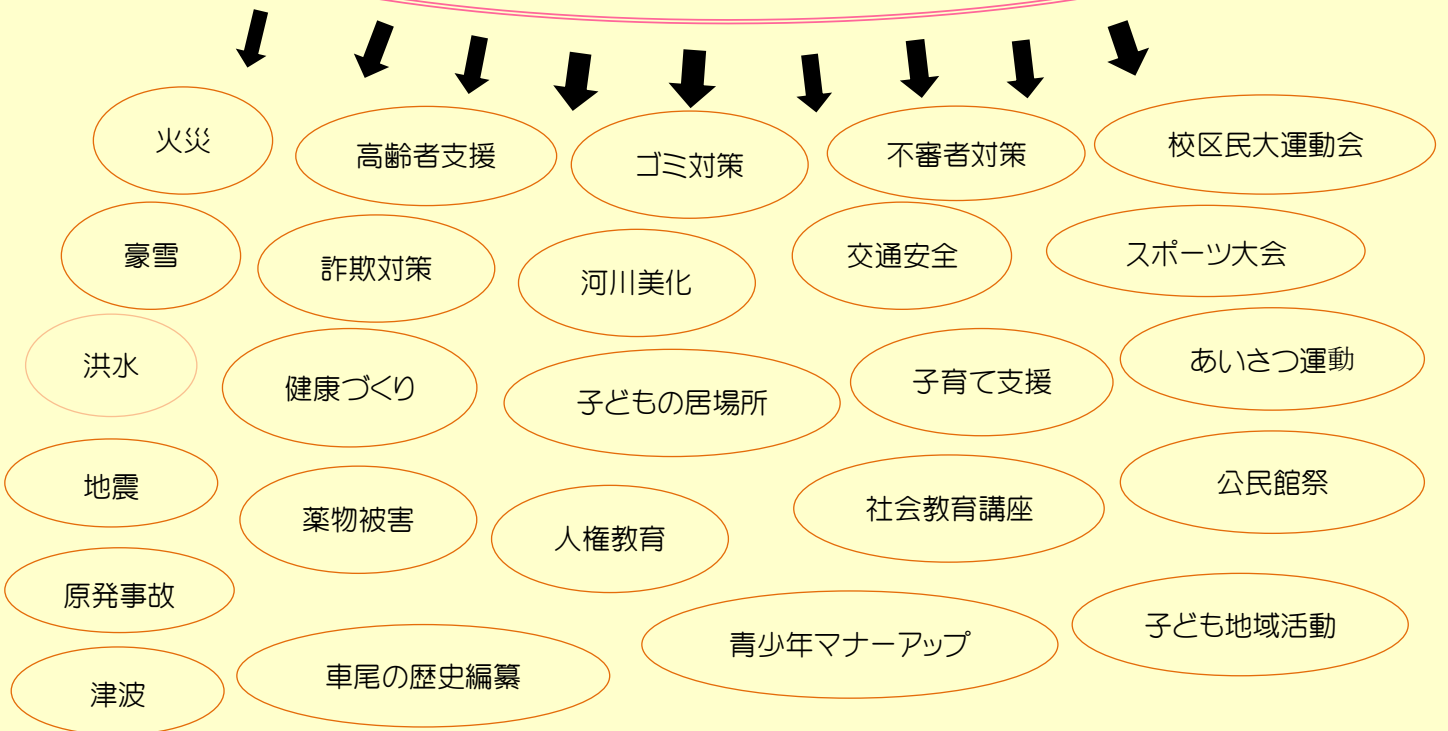 火災
高齢者支援
ゴミ対策
不審者対策
校区民大運動会
豪雪
詐欺対策
河川美化
交通安全
スポーツ大会
洪水
健康づくり
子どもの居場所
子育て支援
あいさつ運動
地震
薬物被害
人権教育
社会教育講座
公民館祭
原発事故
青少年マナーアップ
子ども地域活動
津波
車尾の歴史編纂